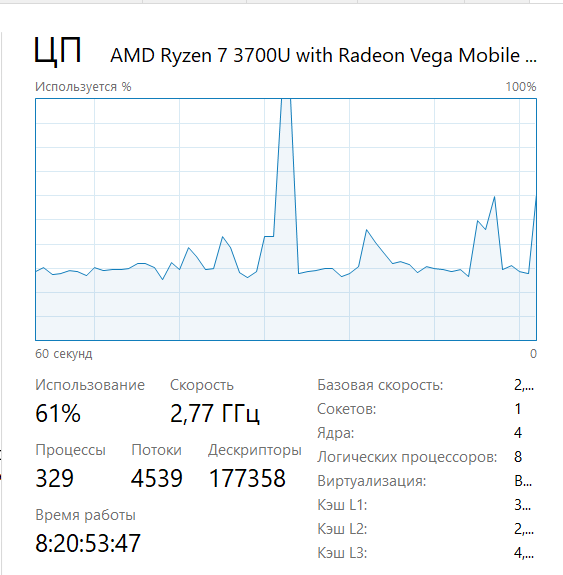 ЦП AMD Ryzen 7 3700U with Radeon Vega Mobile ...
Используется % 100%
60 секунд 0
Использование Скорость
61% 2,77 ГГц
Процессы Потоки Дескрипторы
329 4539 177358
Время работы
8:20:53:47
Базовая скорость: 2,...
Сокетов: 1
Ядра: 4
Логических процессоров: 8
Виртуализация: В...
Кэш L1: 3...
Кэш L2: 2,...
Кэш L3: 4,...